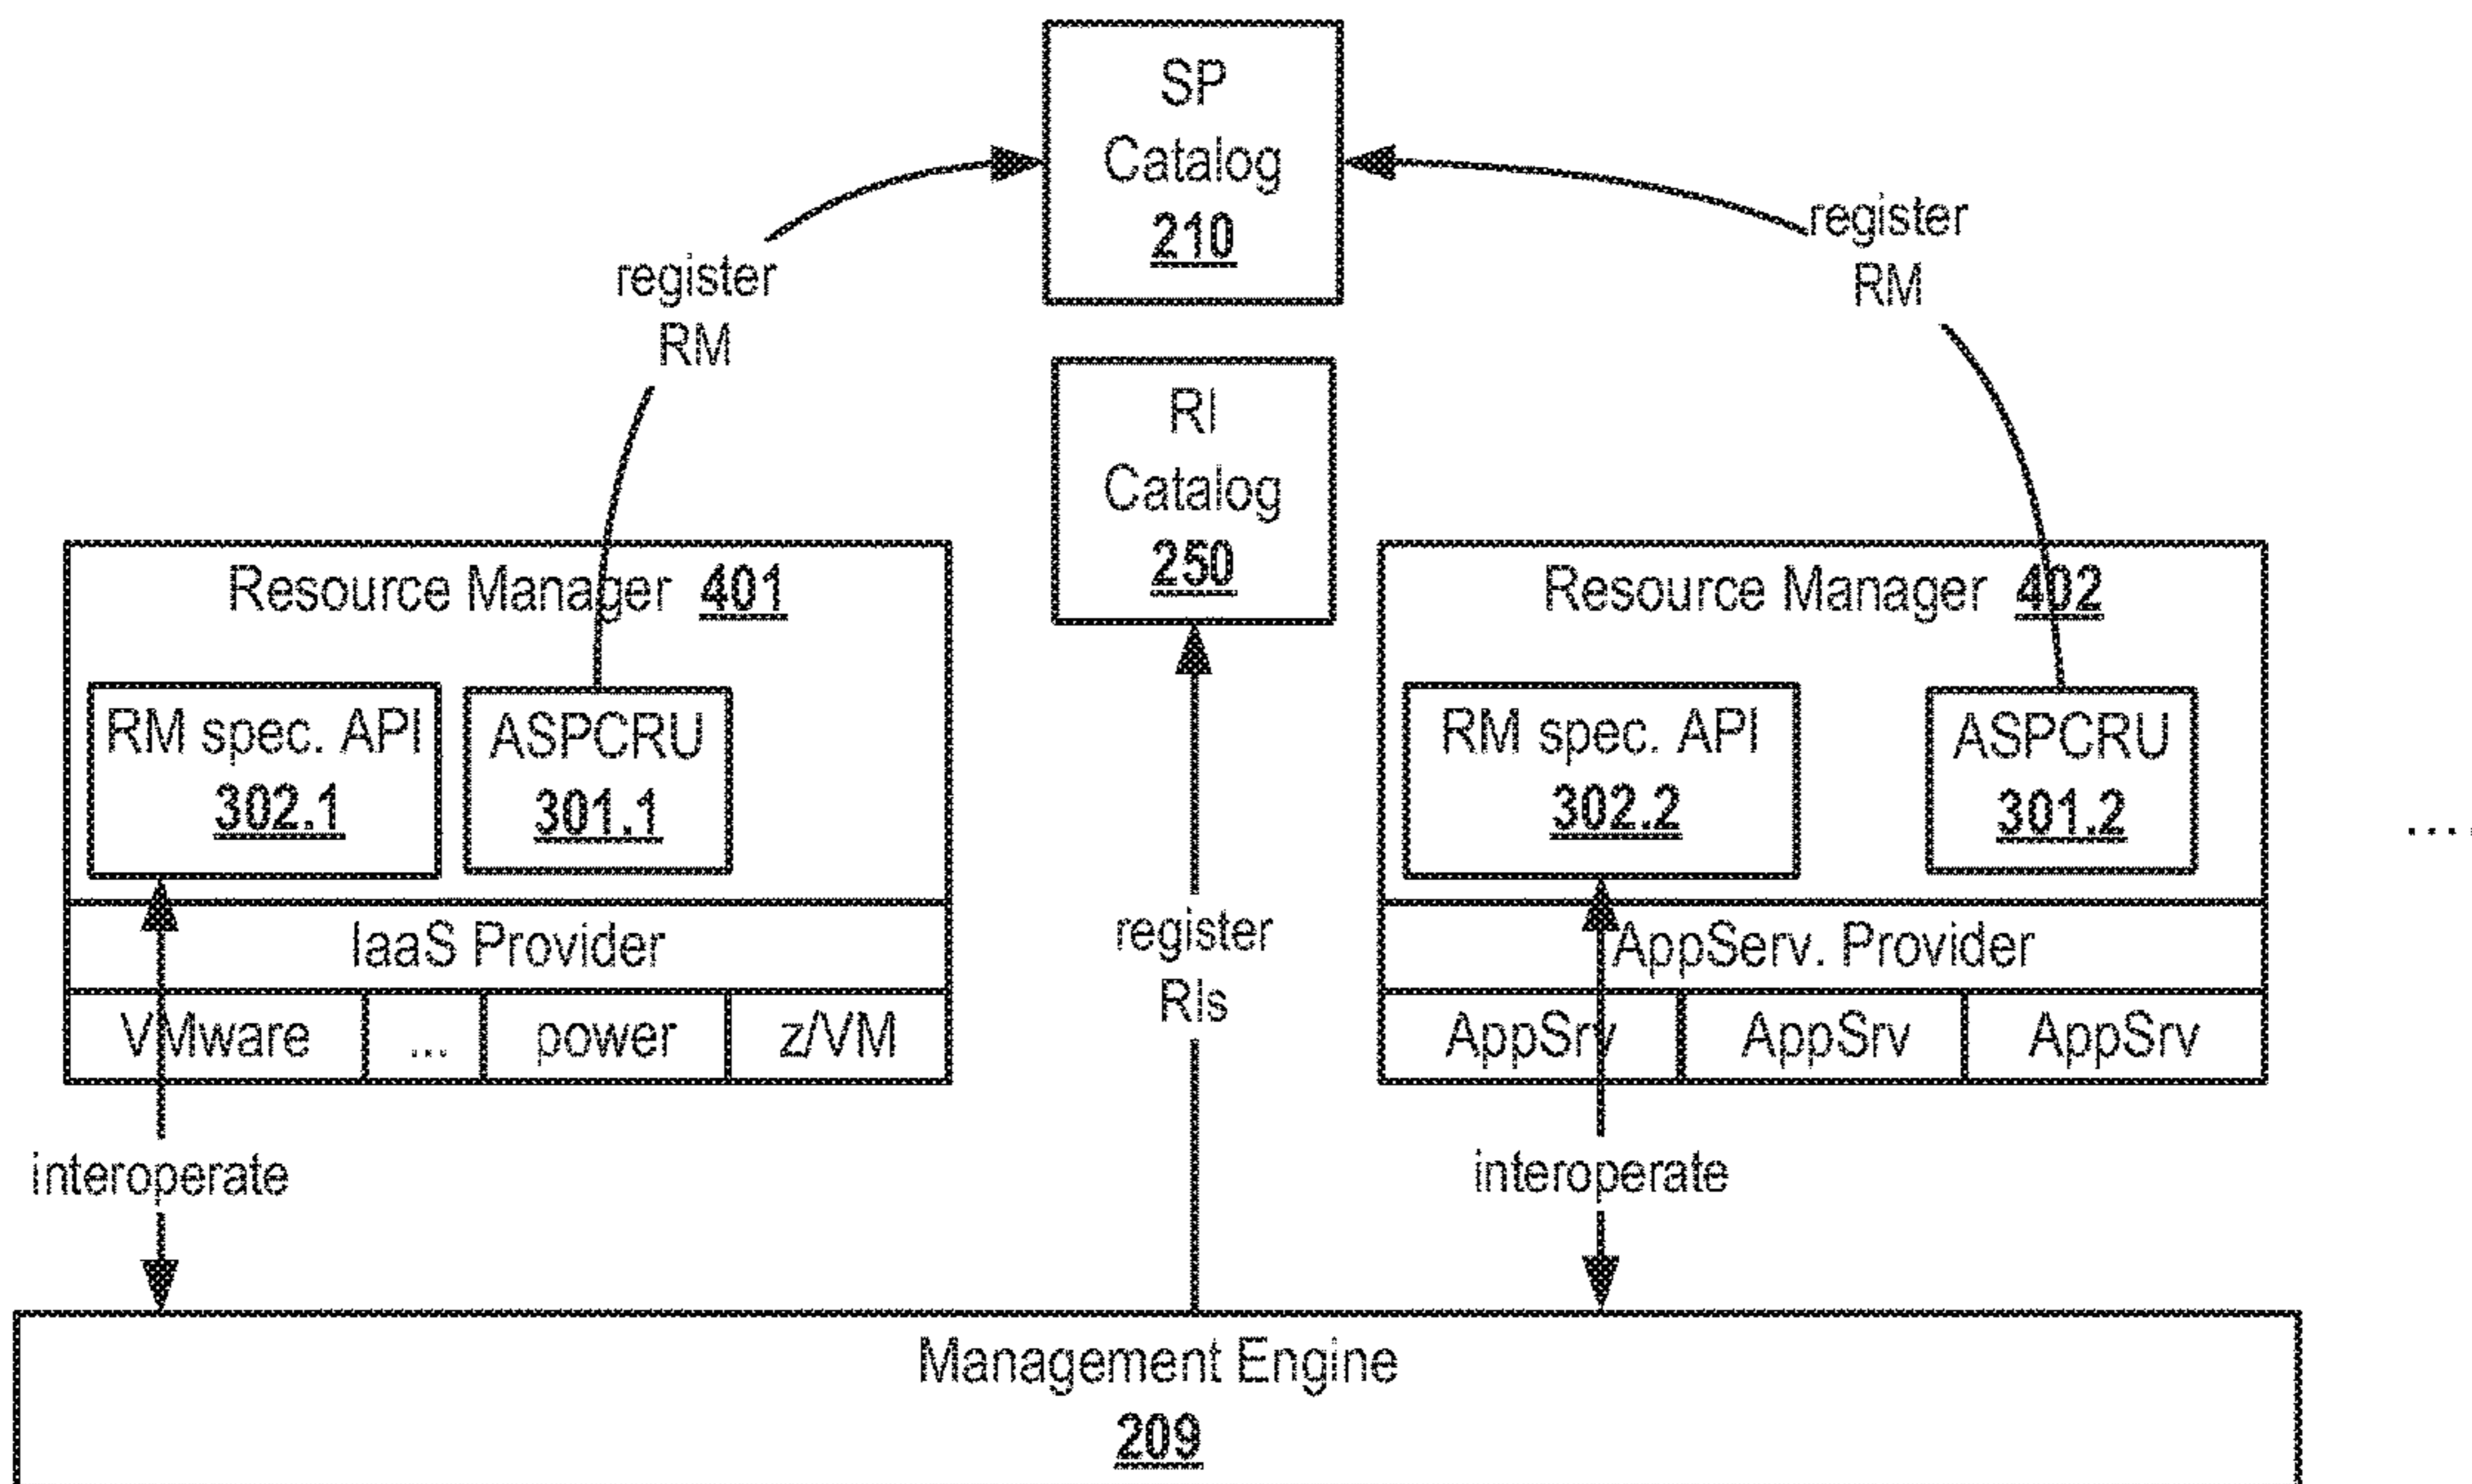 SP
Catalog
210
register
RM
register
RM
RI
Catalog
250
Resource Manager 401
RM spec. API
302.1
ASPCRU
301.1
IaaS Provider
VMware ... power z/VM
Resource Manager 402
RM spec. API
302.2
ASPCRU
301.2
AppServ. Provider
AppSrv AppSrv AppSrv
....
register
RIs
interoperate
interoperate
Management Engine
209